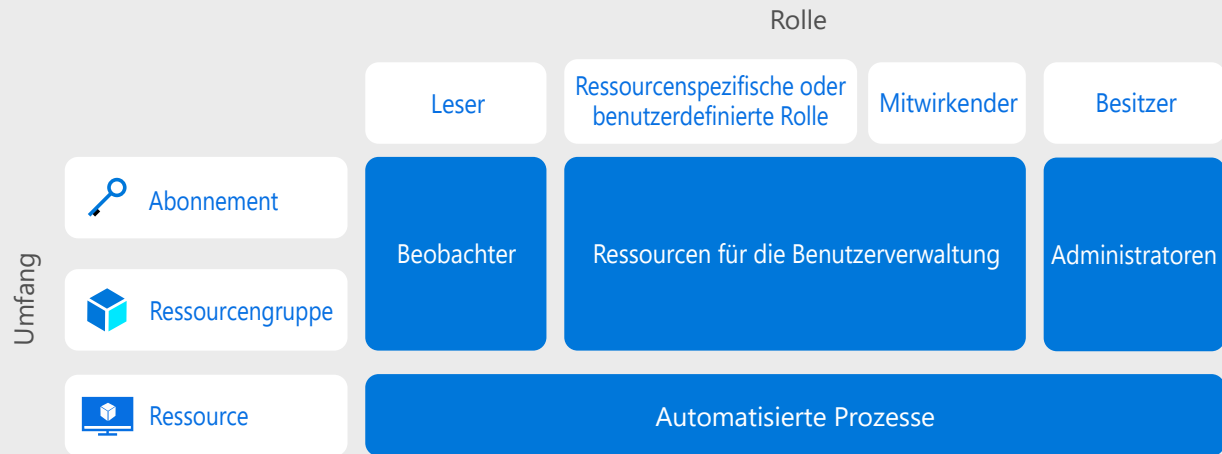 Rolle
Leser
Ressourcenspezifische oder
benutzerdefinierte Rolle
Mitwirkender
Besitzer
Umfang
Abonnement
Beobachter
Ressourcen für die Benutzerverwaltung
Administratoren
Ressourcengruppe
Ressource
Automatisierte Prozesse